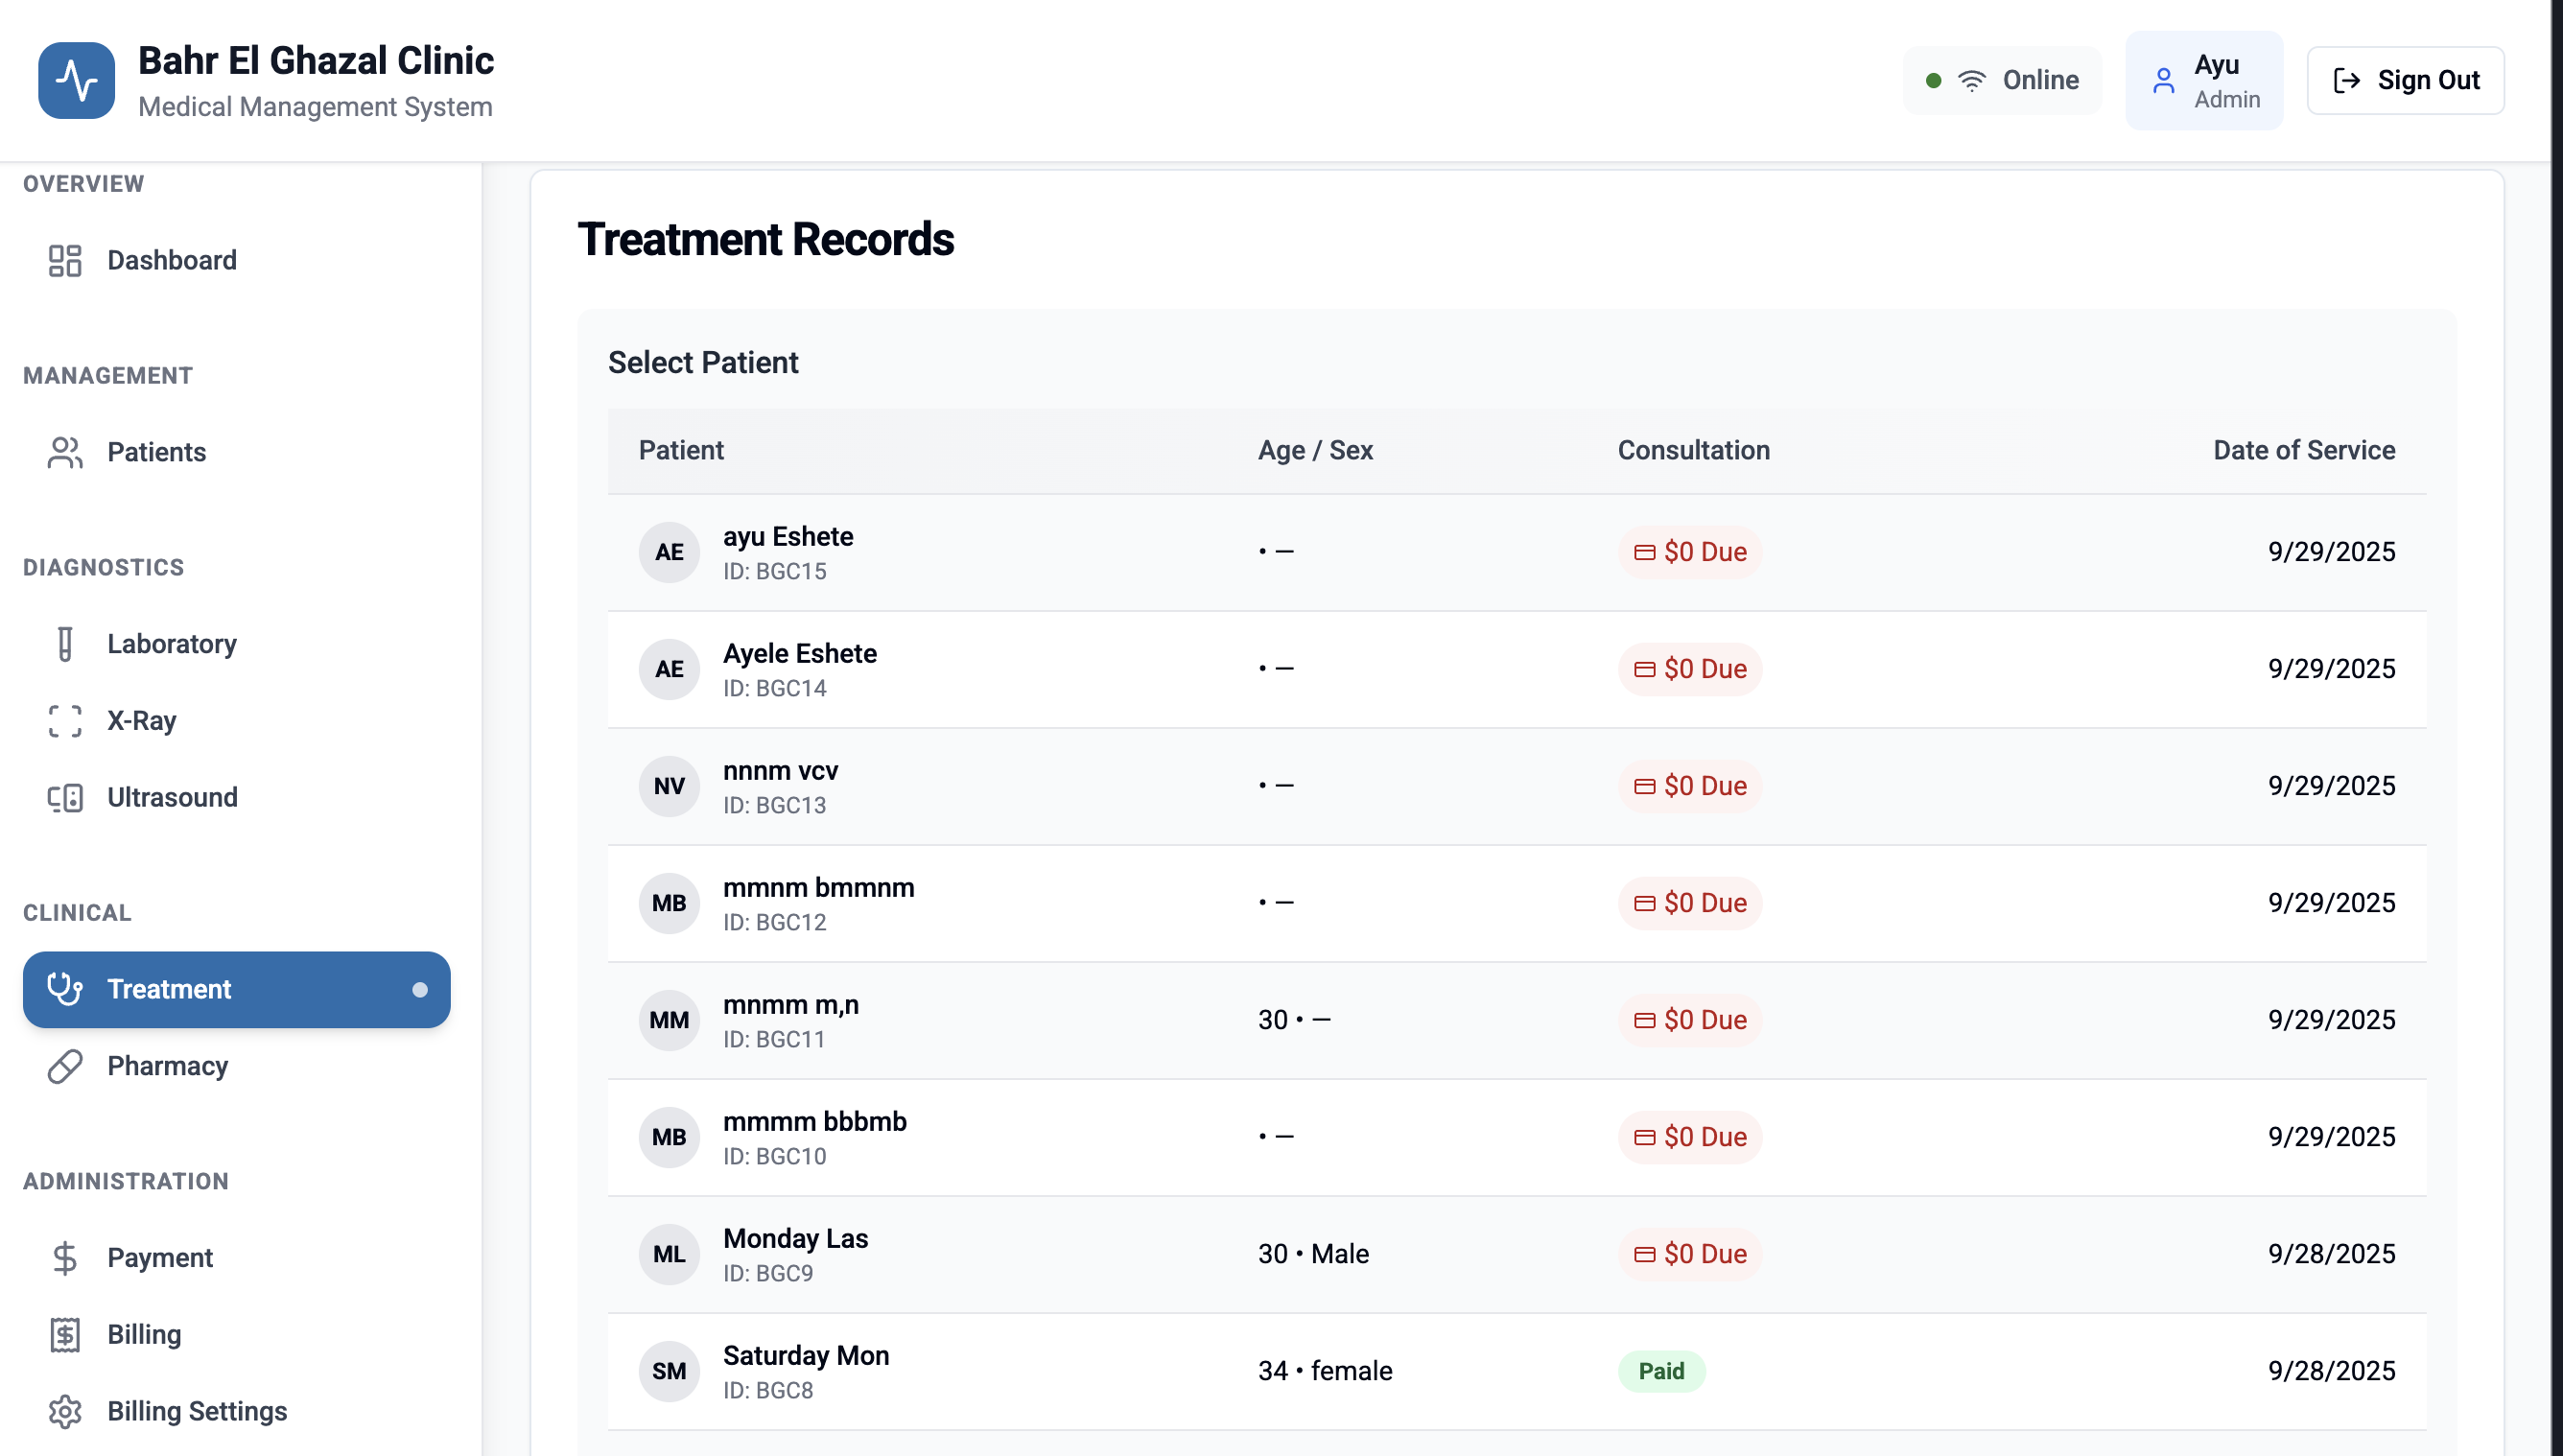 Bahr El Ghazal Clinic
Medical Management System
Online
Ayu
Admin
Sign Out
OVERVIEW
Dashboard
MANAGEMENT
Patients
DIAGNOSTICS
Laboratory
X-Ray
Ultrasound
CLINICAL
Treatment
Pharmacy
ADMINISTRATION
Payment
Billing
Billing Settings
Treatment Records
Select Patient
Patient Age / Sex Consultation Date of Service
AE ayu Eshete • — $0 Due 9/29/2025
ID: BGC15
AE Ayele Eshete • — $0 Due 9/29/2025
ID: BGC14
NV nnnm vcv • — $0 Due 9/29/2025
ID: BGC13
MB mmnm bmmnm • — $0 Due 9/29/2025
ID: BGC12
MM mnmm m,n 30 • — $0 Due 9/29/2025
ID: BGC11
MB mmmm bbbmb • — $0 Due 9/29/2025
ID: BGC10
ML Monday Las 30 • Male $0 Due 9/28/2025
ID: BGC9
SM Saturday Mon 34 • female Paid 9/28/2025
ID: BGC8